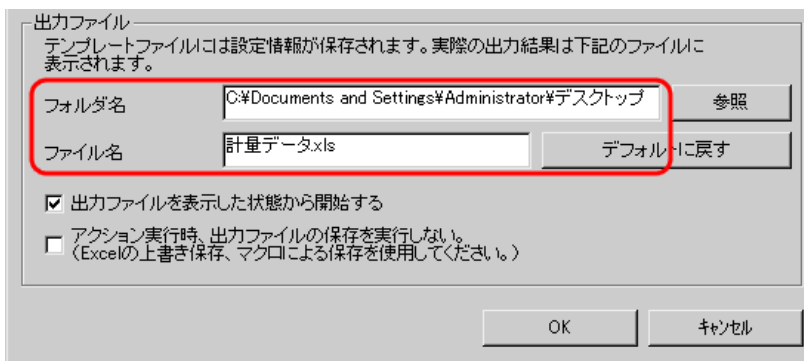 出力ファイル
テンプレートファイルには設定情報が保存されます。実際の出力結果は下記のファイルに
表示されます。
フォルダ名
C:¥Documents and Settings¥Administrator¥デスクトップ
参照
ファイル名
計量データ.xls
デフォルトに戻す
出力ファイルを表示した状態から開始する
アクション実行時、出力ファイルの保存を実行しない。
（Excelの上書き保存、マクロによる保存を使用してください。）
OK
キャンセル